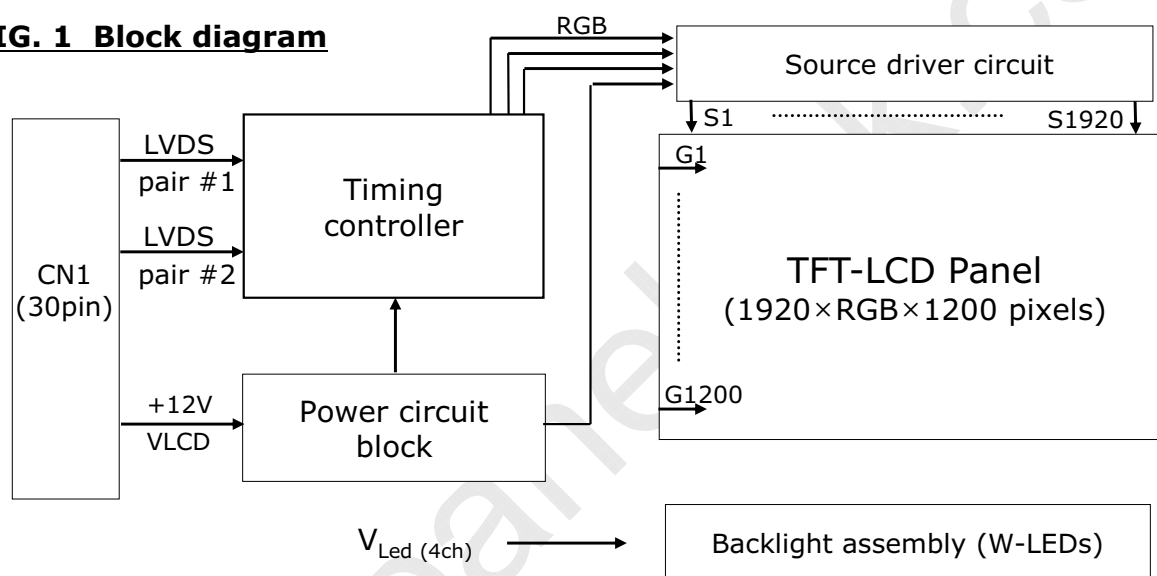 IG. 1 Block diagram
RGB
Source driver circuit
S1
S1920
CN1
(30pin)
LVDS
pair #1
LVDS
pair #2
Timing
controller
G1
TFT-LCD Panel
(1920×RGB×1200 pixels)
G1200
+12V
VLCD
Power circuit
block
VLed (4ch)
Backlight assembly (W-LEDs)